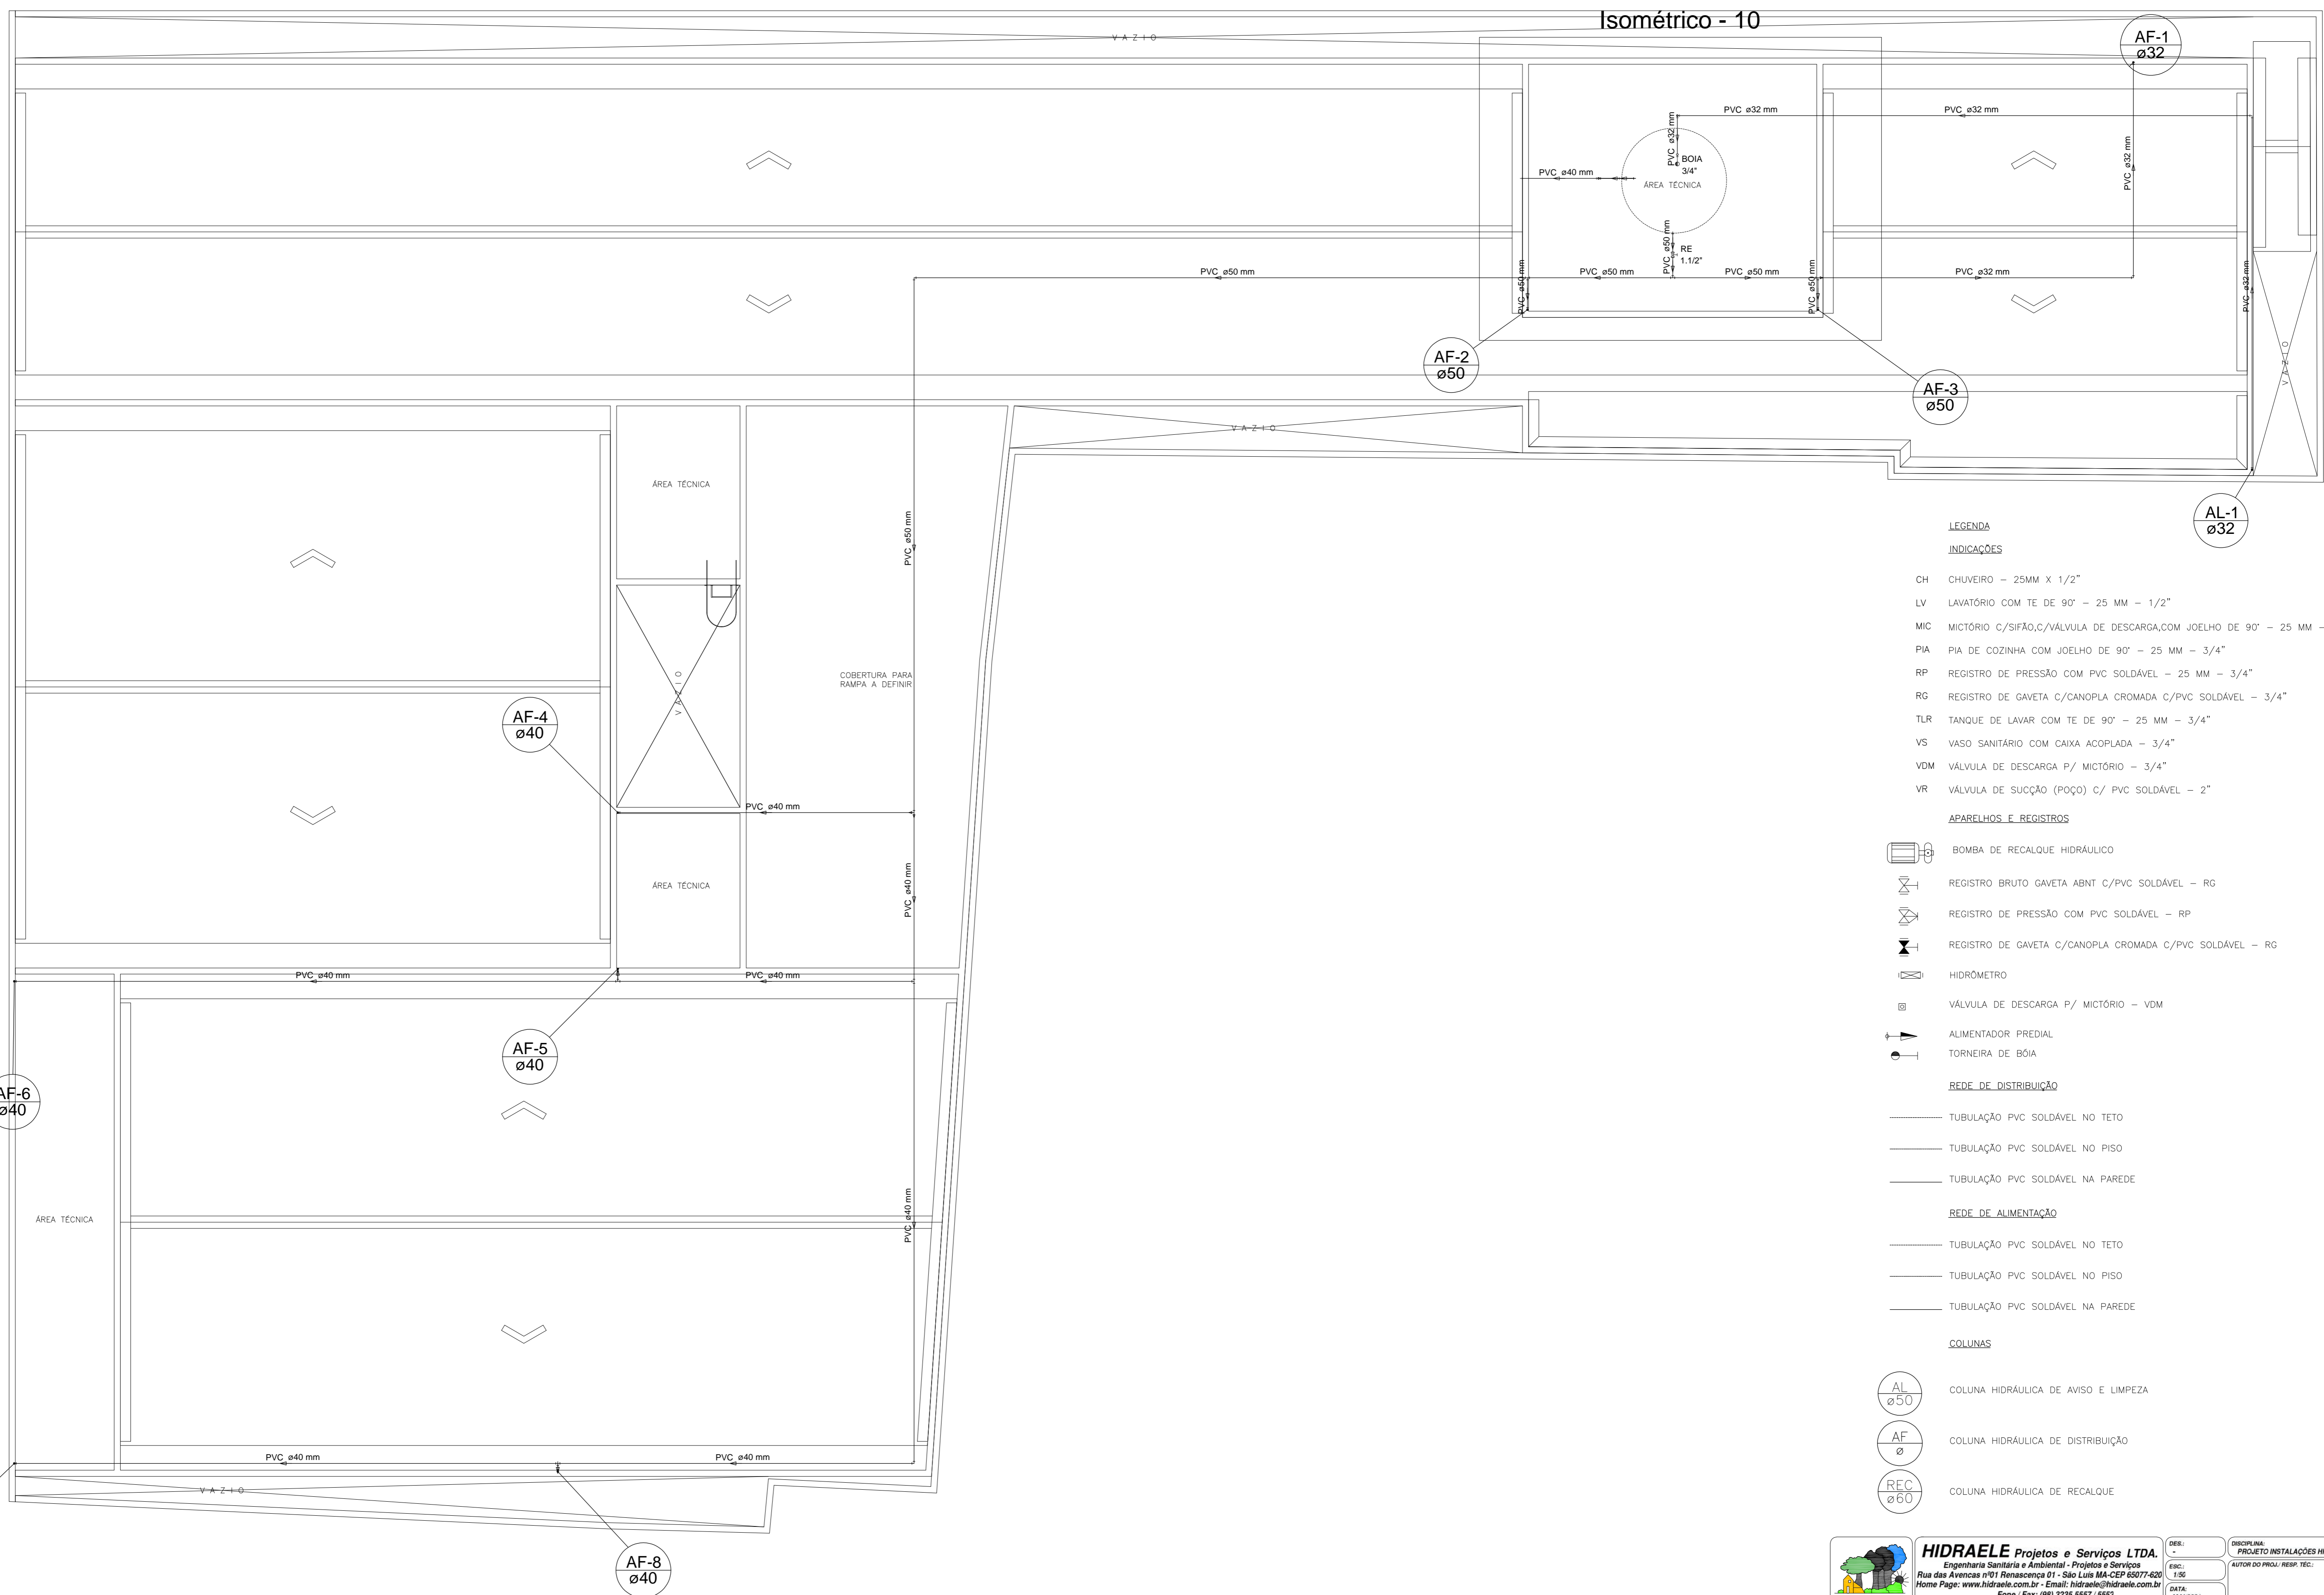 Isométrico - 10
V A Z I O
AF-1
ø32
PVC ø32 mm
PVC ø32 mm
PVC ø32 mm
PVC ø32 mm
BOIA
3/4"
PVC ø40 mm
ÁREA TÉCNICA
PVC ø50 mm
RE
1.1/2"
PVC ø50 mm
PVC ø50 mm
PVC ø50 mm
PVC ø32 mm
PVC ø50 mm
PVC ø50 mm
PVC ø32 mm
V A Z I O
AF-2
ø50
AF-3
ø50
V A Z I O
ÁREA TÉCNICA
AL-1
ø32
PVC ø50 mm
COBERTURA PARA
RAMPA A DEFINIR
V A Z I O
AF-4
ø40
PVC ø40 mm
ÁREA TÉCNICA
PVC ø40 mm
PVC ø40 mm
PVC ø40 mm
AF-5
ø40
AF-6
ø40
ÁREA TÉCNICA
PVC ø40 mm
PVC ø40 mm
PVC ø40 mm
V A Z I O
AF-8
ø40
LEGENDA
INDICAÇÕES
CH CHUVEIRO – 25MM X 1/2"
LV LAVATÓRIO COM TE DE 90° – 25 MM – 1/2"
MIC MICTÓRIO C/SIFÃO,C/VÁLVULA DE DESCARGA,COM JOELHO DE 90° – 25 MM –
PIA PIA DE COZINHA COM JOELHO DE 90° – 25 MM – 3/4"
RP REGISTRO DE PRESSÃO COM PVC SOLDÁVEL – 25 MM – 3/4"
RG REGISTRO DE GAVETA C/CANOPLA CROMADA C/PVC SOLDÁVEL – 3/4"
TLR TANQUE DE LAVAR COM TE DE 90° – 25 MM – 3/4"
VS VASO SANITÁRIO COM CAIXA ACOPLADA – 3/4"
VDM VÁLVULA DE DESCARGA P/ MICTÓRIO – 3/4"
VR VÁLVULA DE SUCÇÃO (POÇO) C/ PVC SOLDÁVEL – 2"
APARELHOS E REGISTROS
BOMBA DE RECALQUE HIDRÁULICO
REGISTRO BRUTO GAVETA ABNT C/PVC SOLDÁVEL – RG
REGISTRO DE PRESSÃO COM PVC SOLDÁVEL – RP
REGISTRO DE GAVETA C/CANOPLA CROMADA C/PVC SOLDÁVEL – RG
HIDRÔMETRO
VÁLVULA DE DESCARGA P/ MICTÓRIO – VDM
ALIMENTADOR PREDIAL
TORNEIRA DE BÓIA
REDE DE DISTRIBUIÇÃO
TUBULAÇÃO PVC SOLDÁVEL NO TETO
TUBULAÇÃO PVC SOLDÁVEL NO PISO
TUBULAÇÃO PVC SOLDÁVEL NA PAREDE
REDE DE ALIMENTAÇÃO
TUBULAÇÃO PVC SOLDÁVEL NO TETO
TUBULAÇÃO PVC SOLDÁVEL NO PISO
TUBULAÇÃO PVC SOLDÁVEL NA PAREDE
COLUNAS
AL
ø50
COLUNA HIDRÁULICA DE AVISO E LIMPEZA
AF
ø
COLUNA HIDRÁULICA DE DISTRIBUIÇÃO
REC
ø60
COLUNA HIDRÁULICA DE RECALQUE
HIDRAELE Projetos e Serviços LTDA.
Engenharia Sanitária e Ambiental - Projetos e Serviços
Rua das Avencas nº01 Renascença 01 - São Luís MA-CEP 65077-620
Home Page: www.hidraele.com.br - Email: hidraele@hidraele.com.br
Fone / Fax: (98) 3235 5557 / 5553
DES.:
-
ESC.:
1/50
DATA:
DISCIPLINA:
PROJETO INSTALAÇÕES
AUTOR DO PROJ./ RESP. TÉC.: